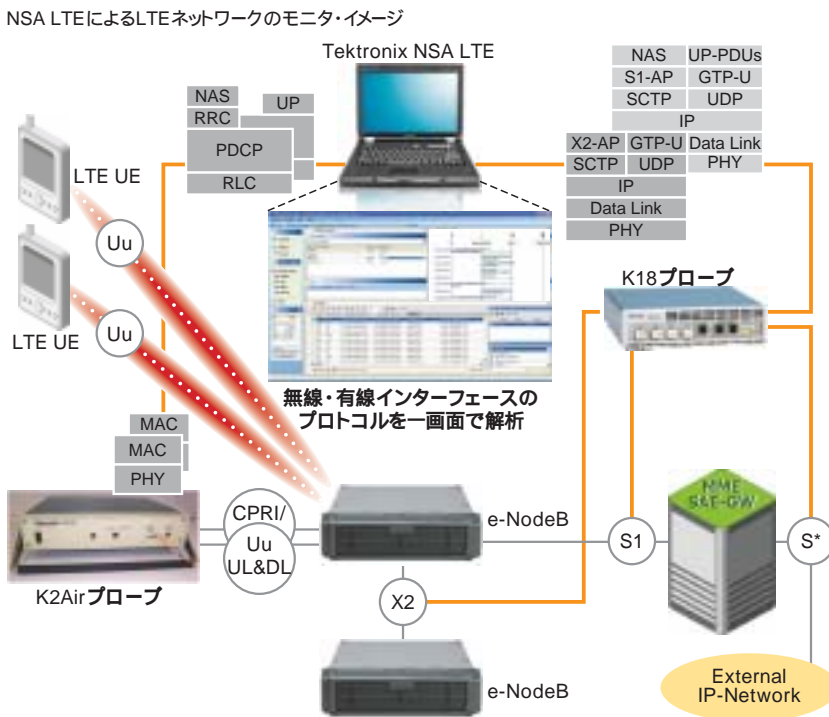 NSA LTEによるLTEネットワークのモニタ・イメージ
Tektronix NSA LTE
NAS
UP
RRC
PDCP
RLC
NAS
UP-PDUs
S1-AP
GTP-U
SCTP
UDP
IP
X2-AP
GTP-U
Data Link
SCTP
UDP
PHY
IP
Data Link
PHY
LTE UE
Uu
LTE UE
Uu
K18プローブ
無線・有線インターフェースの
プロトコルを一画面で解析
MAC
MAC
PHY
K2Airプローブ
CPRI/
Uu
UL&DL
e-NodeB
S1
MME
SAE-GW
S*
X2
e-NodeB
External
IP-Network